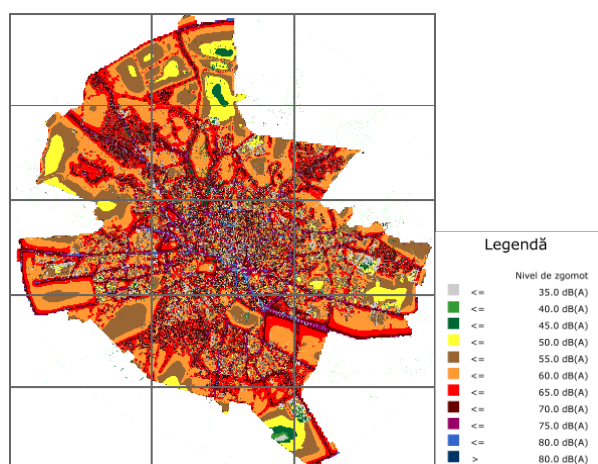 Legendă
Nivel de zgomot
<= 35.0 dB(A)
<= 40.0 dB(A)
<= 45.0 dB(A)
<= 50.0 dB(A)
<= 55.0 dB(A)
<= 60.0 dB(A)
<= 65.0 dB(A)
<= 70.0 dB(A)
<= 75.0 dB(A)
<= 80.0 dB(A)
> 80.0 dB(A)